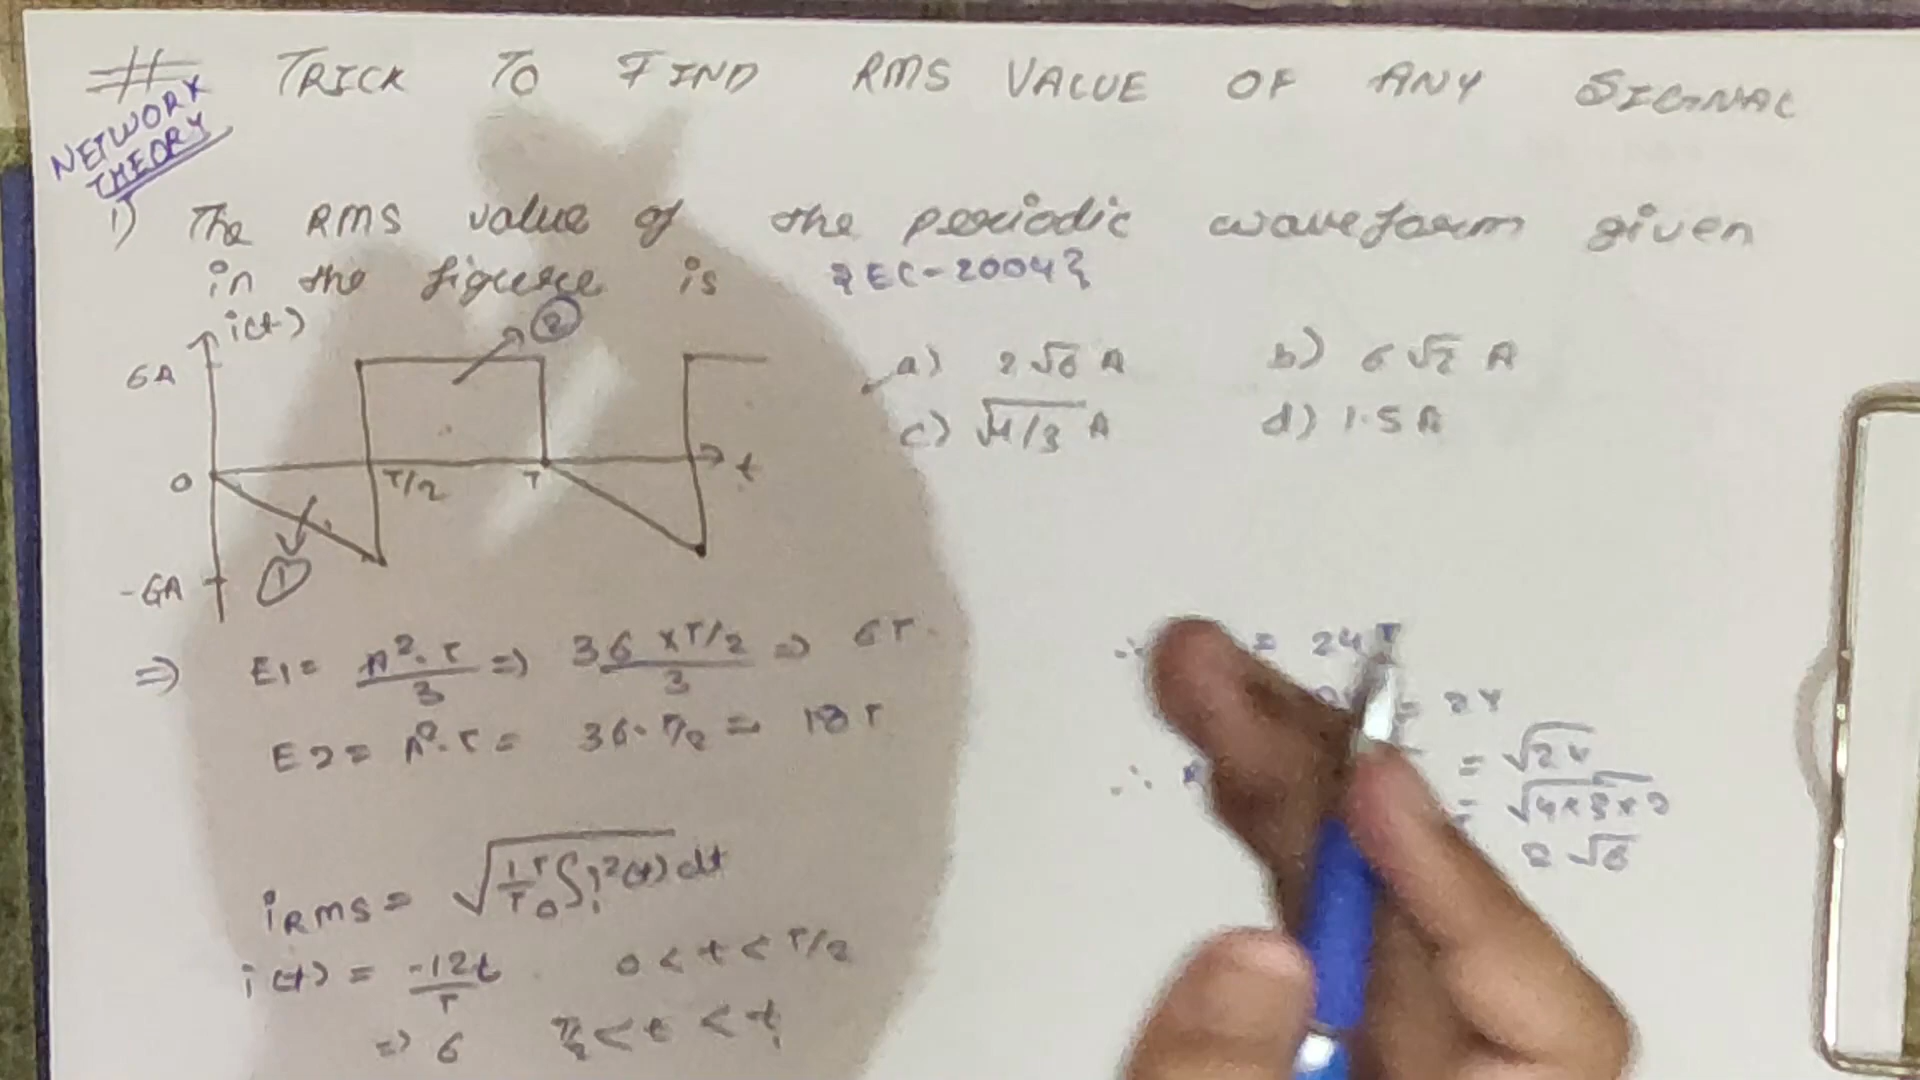 # TRICK TO FIND RMS VALUE OF ANY SIGNAL
NETWORK
THEORY
1) The RMS value of the periodic waveform given
in the figure is {EC-2004}
i(t)
2
6A
0
T/2
T
t
-6A
1
a) 2√6 A b) 6√2 A
c) √4/3 A d) 1.5 A
=> E1 = A².T/3 => 36 x T/2 / 3 => 6T
E2 = A².T = 36.T/2 = 18T
iRMS = √(1/T ₀∫ᵀ i²(t) dt
i(t) = -12t/T 0 < t < T/2
=> 6 T/2 < t < t
∴ = 24T
= 24
∴ = √24
= √4x3x2
2√6